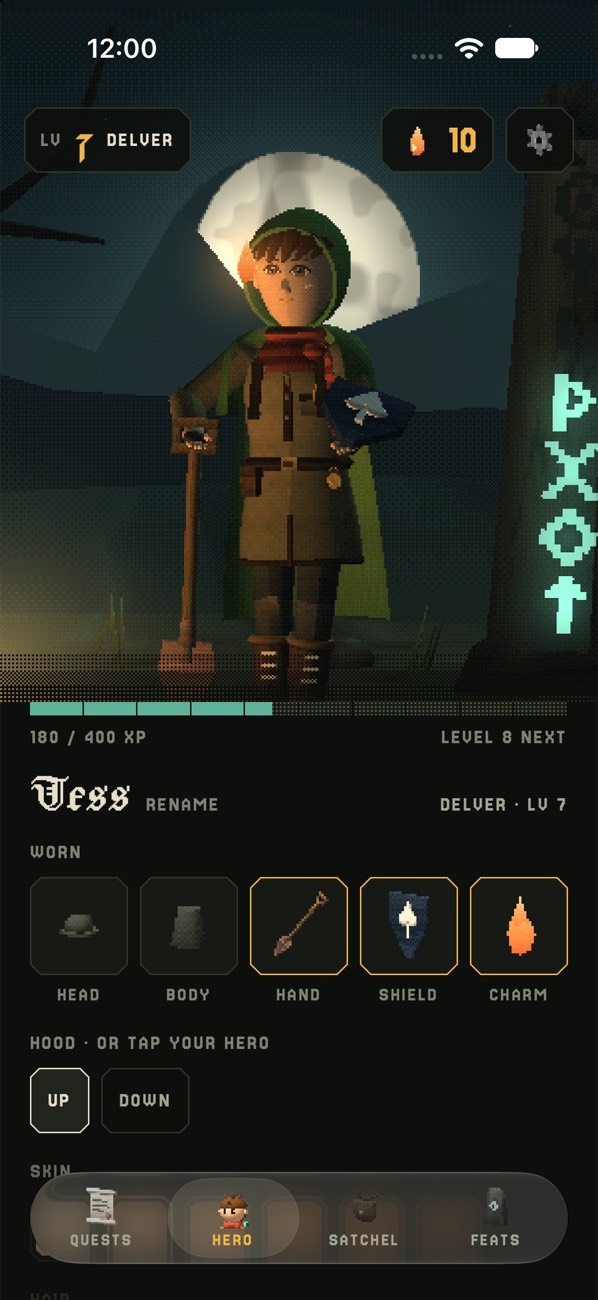 12:00
LV 7 DELVER
10
180 / 400 XP
LEVEL 8 NEXT
Vess RENAME
DELVER · LV 7
WORN
HEAD
BODY
HAND
SHIELD
CHARM
HOOD · OR TAP YOUR HERO
UP
DOWN
SKIN
QUESTS
HERO
SATCHEL
FEATS